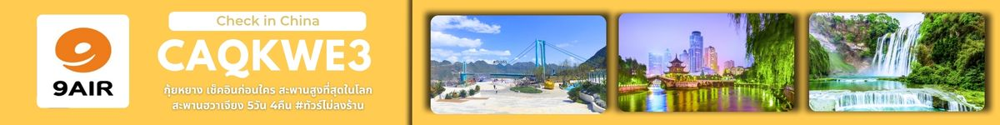 Check in China
CAQKWE3
9AIR
กุ้ยหยาง เช็คอินก่อนใคร สะพานสูงที่สุดในโลก
สะพานฮวาเจียง 5วัน 4คืน #ทัวร์ไม่ลงร้าน